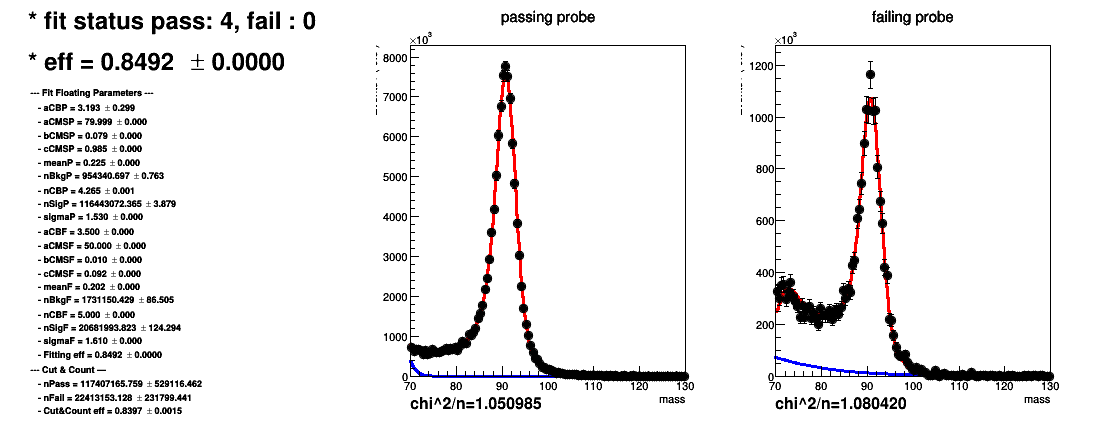 * fit status pass: 4, fail : 0
* eff = 0.8492 ± 0.0000
--- Fit Floating Parameters ---
- aCBP = 3.193 ± 0.299
- aCMSP = 79.999 ± 0.000
- bCMSP = 0.079 ± 0.000
- cCMSP = 0.985 ± 0.000
- meanP = 0.225 ± 0.000
- nBkgP = 954340.697 ± 0.763
- nCBP = 4.265 ± 0.001
- nSigP = 116443072.365 ± 3.879
- sigmaP = 1.530 ± 0.000
- aCBF = 3.500 ± 0.000
- aCMSF = 50.000 ± 0.000
- bCMSF = 0.010 ± 0.000
- cCMSF = 0.092 ± 0.000
- meanF = 0.202 ± 0.000
- nBkgF = 1731150.429 ± 86.505
- nCBF = 5.000 ± 0.000
- nSigF = 20681993.823 ± 124.294
- sigmaF = 1.610 ± 0.000
- Fitting eff = 0.8492 ± 0.0000
--- Cut & Count ---
- nPass = 117407165.759 ± 529116.462
- nFail = 22413153.128 ± 231799.441
- Cut&Count eff = 0.8397 ± 0.0015
passing probe
×10³
8000
7000
6000
5000
4000
3000
2000
1000
0
70 80 90 100 110 120 130
mass
chi^2/n=1.050985
failing probe
×10³
1200
1000
800
600
400
200
0
70 80 90 100 110 120 130
mass
chi^2/n=1.080420